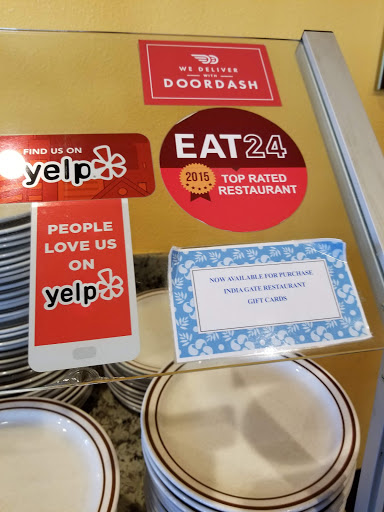 WE DELIVER
WITH
DOORDASH
FIND US ON
yelp
EAT24
2015
TOP RATED
RESTAURANT
PEOPLE
LOVE US
ON
yelp
NOW AVAILABLE FOR PURCHASE
INDIA GATE RESTAURANT
GIFT CARDS